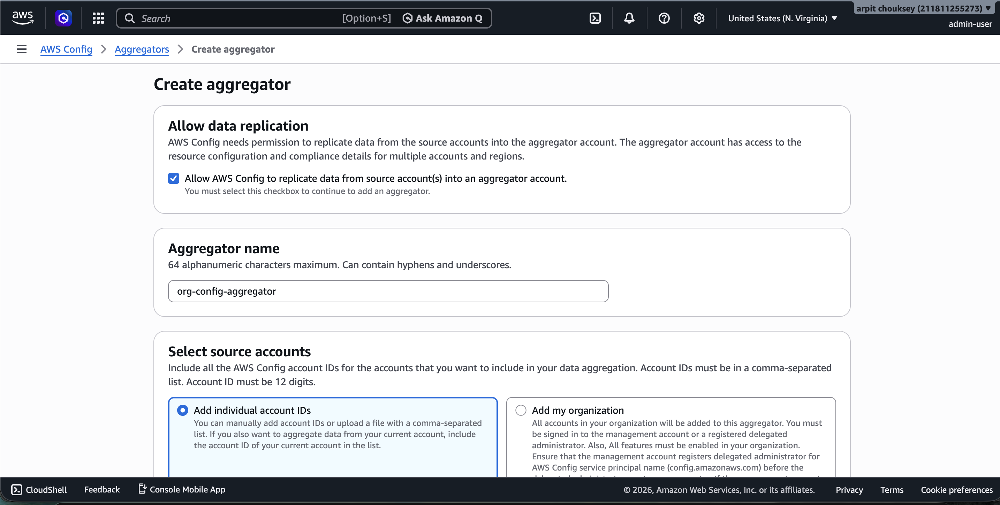 aws
Search
[Option+S]
Ask Amazon Q
United States (N. Virginia)
arpit chouksey (211811255273)
admin-user
AWS Config
Aggregators
Create aggregator
Create aggregator
Allow data replication
AWS Config needs permission to replicate data from the source accounts into the aggregator account. The aggregator account has access to the
resource configuration and compliance details for multiple accounts and regions.
Allow AWS Config to replicate data from source account(s) into an aggregator account.
You must select this checkbox to continue to add an aggregator.
Aggregator name
64 alphanumeric characters maximum. Can contain hyphens and underscores.
org-config-aggregator
Select source accounts
Include all the AWS Config account IDs for the accounts that you want to include in your data aggregation. Account IDs must be in a comma-separated
list. Account ID must be 12 digits.
Add individual account IDs
You can manually add account IDs or upload a file with a comma-separated
list. If you also want to aggregate data from your current account, include
the account ID of your current account in the list.
Add my organization
All accounts in your organization will be added to this aggregator. You must
be signed in to the management account or a registered delegated
administrator. Also, All features must be enabled in your organization.
Ensure that the management account registers delegated administrator for
AWS Config service principal name (config.amazonaws.com) before the
CloudShell
Feedback
Console Mobile App
© 2026, Amazon Web Services, Inc. or its affiliates.
Privacy
Terms
Cookie preferences